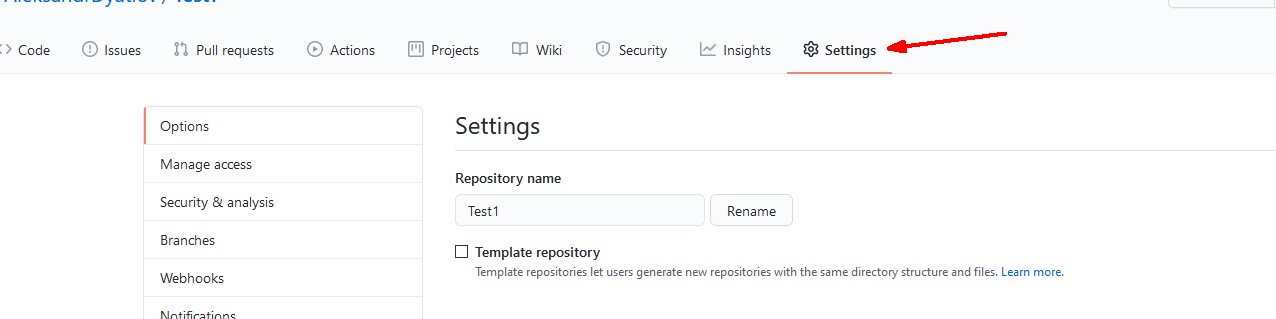 Code Issues Pull requests Actions Projects Wiki Security Insights Settings
Options
Manage access
Security & analysis
Branches
Webhooks
Notifications
Settings
Repository name
Test1 Rename
Template repository
Template repositories let users generate new repositories with the same directory structure and files. Learn more.